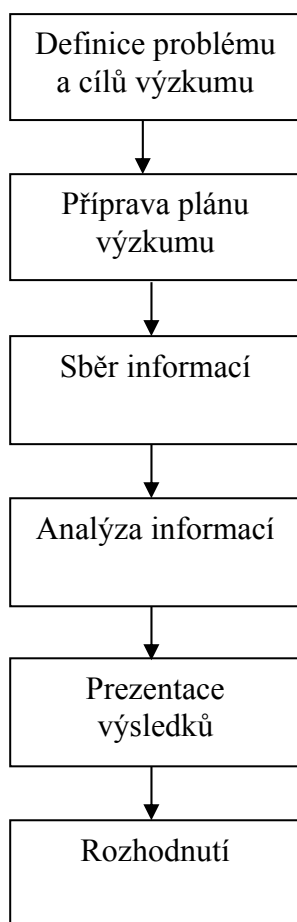 Definice problému
a cílů výzkumu
Příprava plánu
výzkumu
Sběr informací
Analýza informací
Prezentace
výsledků
Rozhodnutí